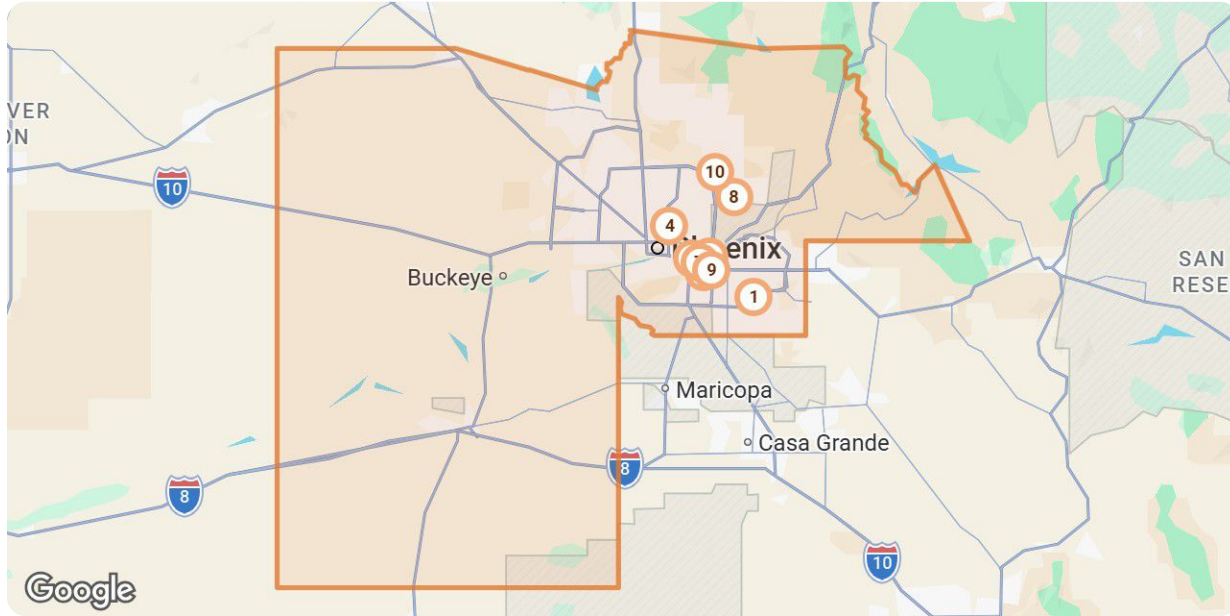 VER
ON
10
10
8
4
Phoenix
Buckeye
9
1
SAN
RESE
Maricopa
Casa Grande
8
8
10
Google